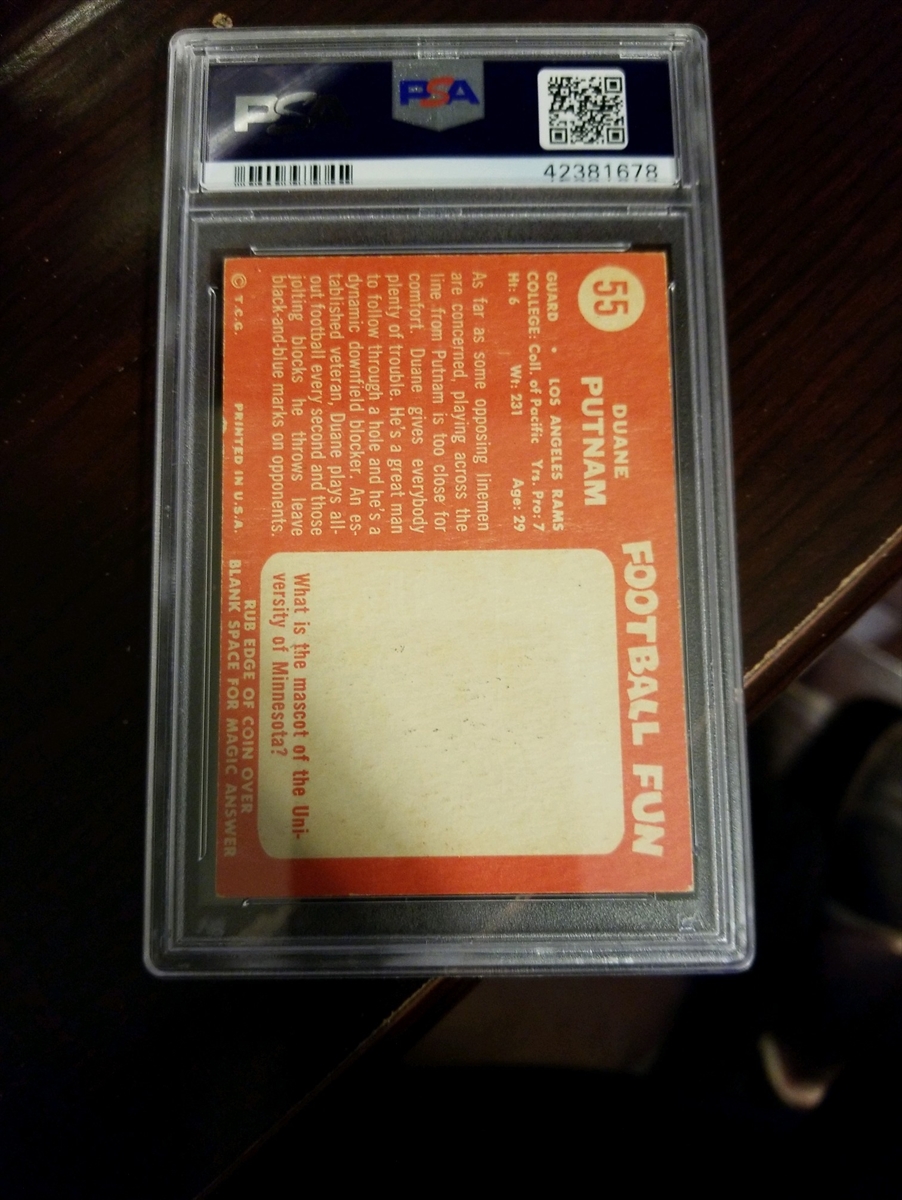 PSA
PSA
42381678
55
DUANE
PUTNAM
GUARD • LOS ANGELES RAMS
COLLEGE: Coll. of Pacific Yrs. Pro: 7
Ht: 6 Wt: 231 Age: 29
As far as some opposing linemen
are concerned, playing across the
line from Putnam is too close for
comfort. Duane gives everybody
plenty of trouble. He's a great man
to follow through a hole and he's a
dynamic downfield blocker. An es-
tablished veteran, Duane plays all-
out football every second and those
jolting blocks he throws leave
black-and-blue marks on opponents.
© T.C.G. PRINTED IN U.S.A.
FOOTBALL FUN
What is the mascot of the Uni-
versity of Minnesota?
RUB EDGE OF COIN OVER
BLANK SPACE FOR MAGIC ANSWER